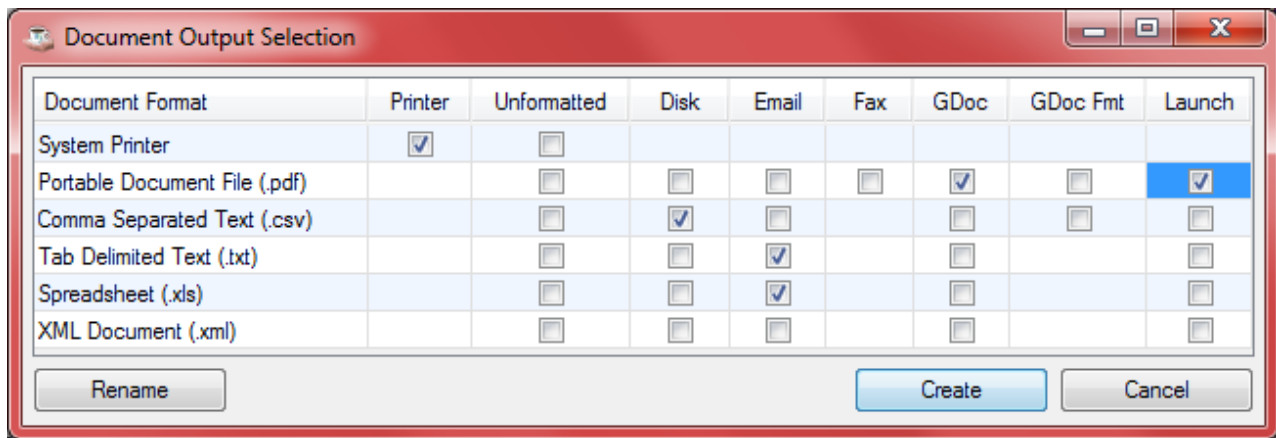 Document Output Selection
Document Format Printer Unformatted Disk Email Fax GDoc GDoc Fmt Launch
System Printer
Portable Document File (.pdf)
Comma Separated Text (.csv)
Tab Delimited Text (.txt)
Spreadsheet (.xls)
XML Document (.xml)
Rename Create Cancel